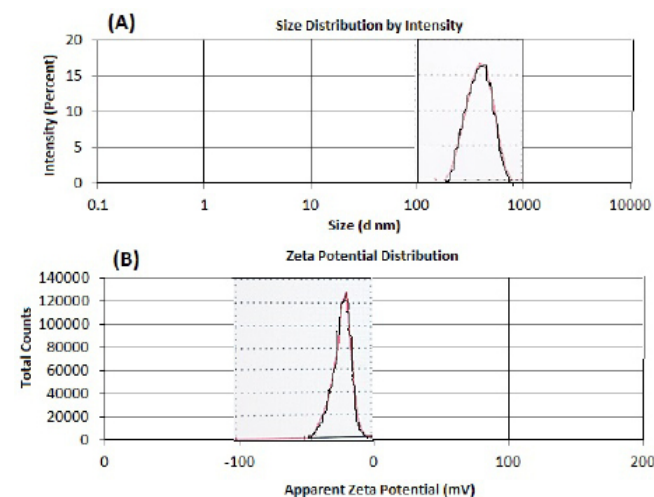 (A) Size Distribution by Intensity
20
15
10
5
0
Intensity (Percent)
0.1 1 10 100 1000 10000
Size (d nm)
(B) Zeta Potential Distribution
140000
120000
100000
80000
60000
40000
20000
0
Total Counts
-100 0 100 200
Apparent Zeta Potential (mV)